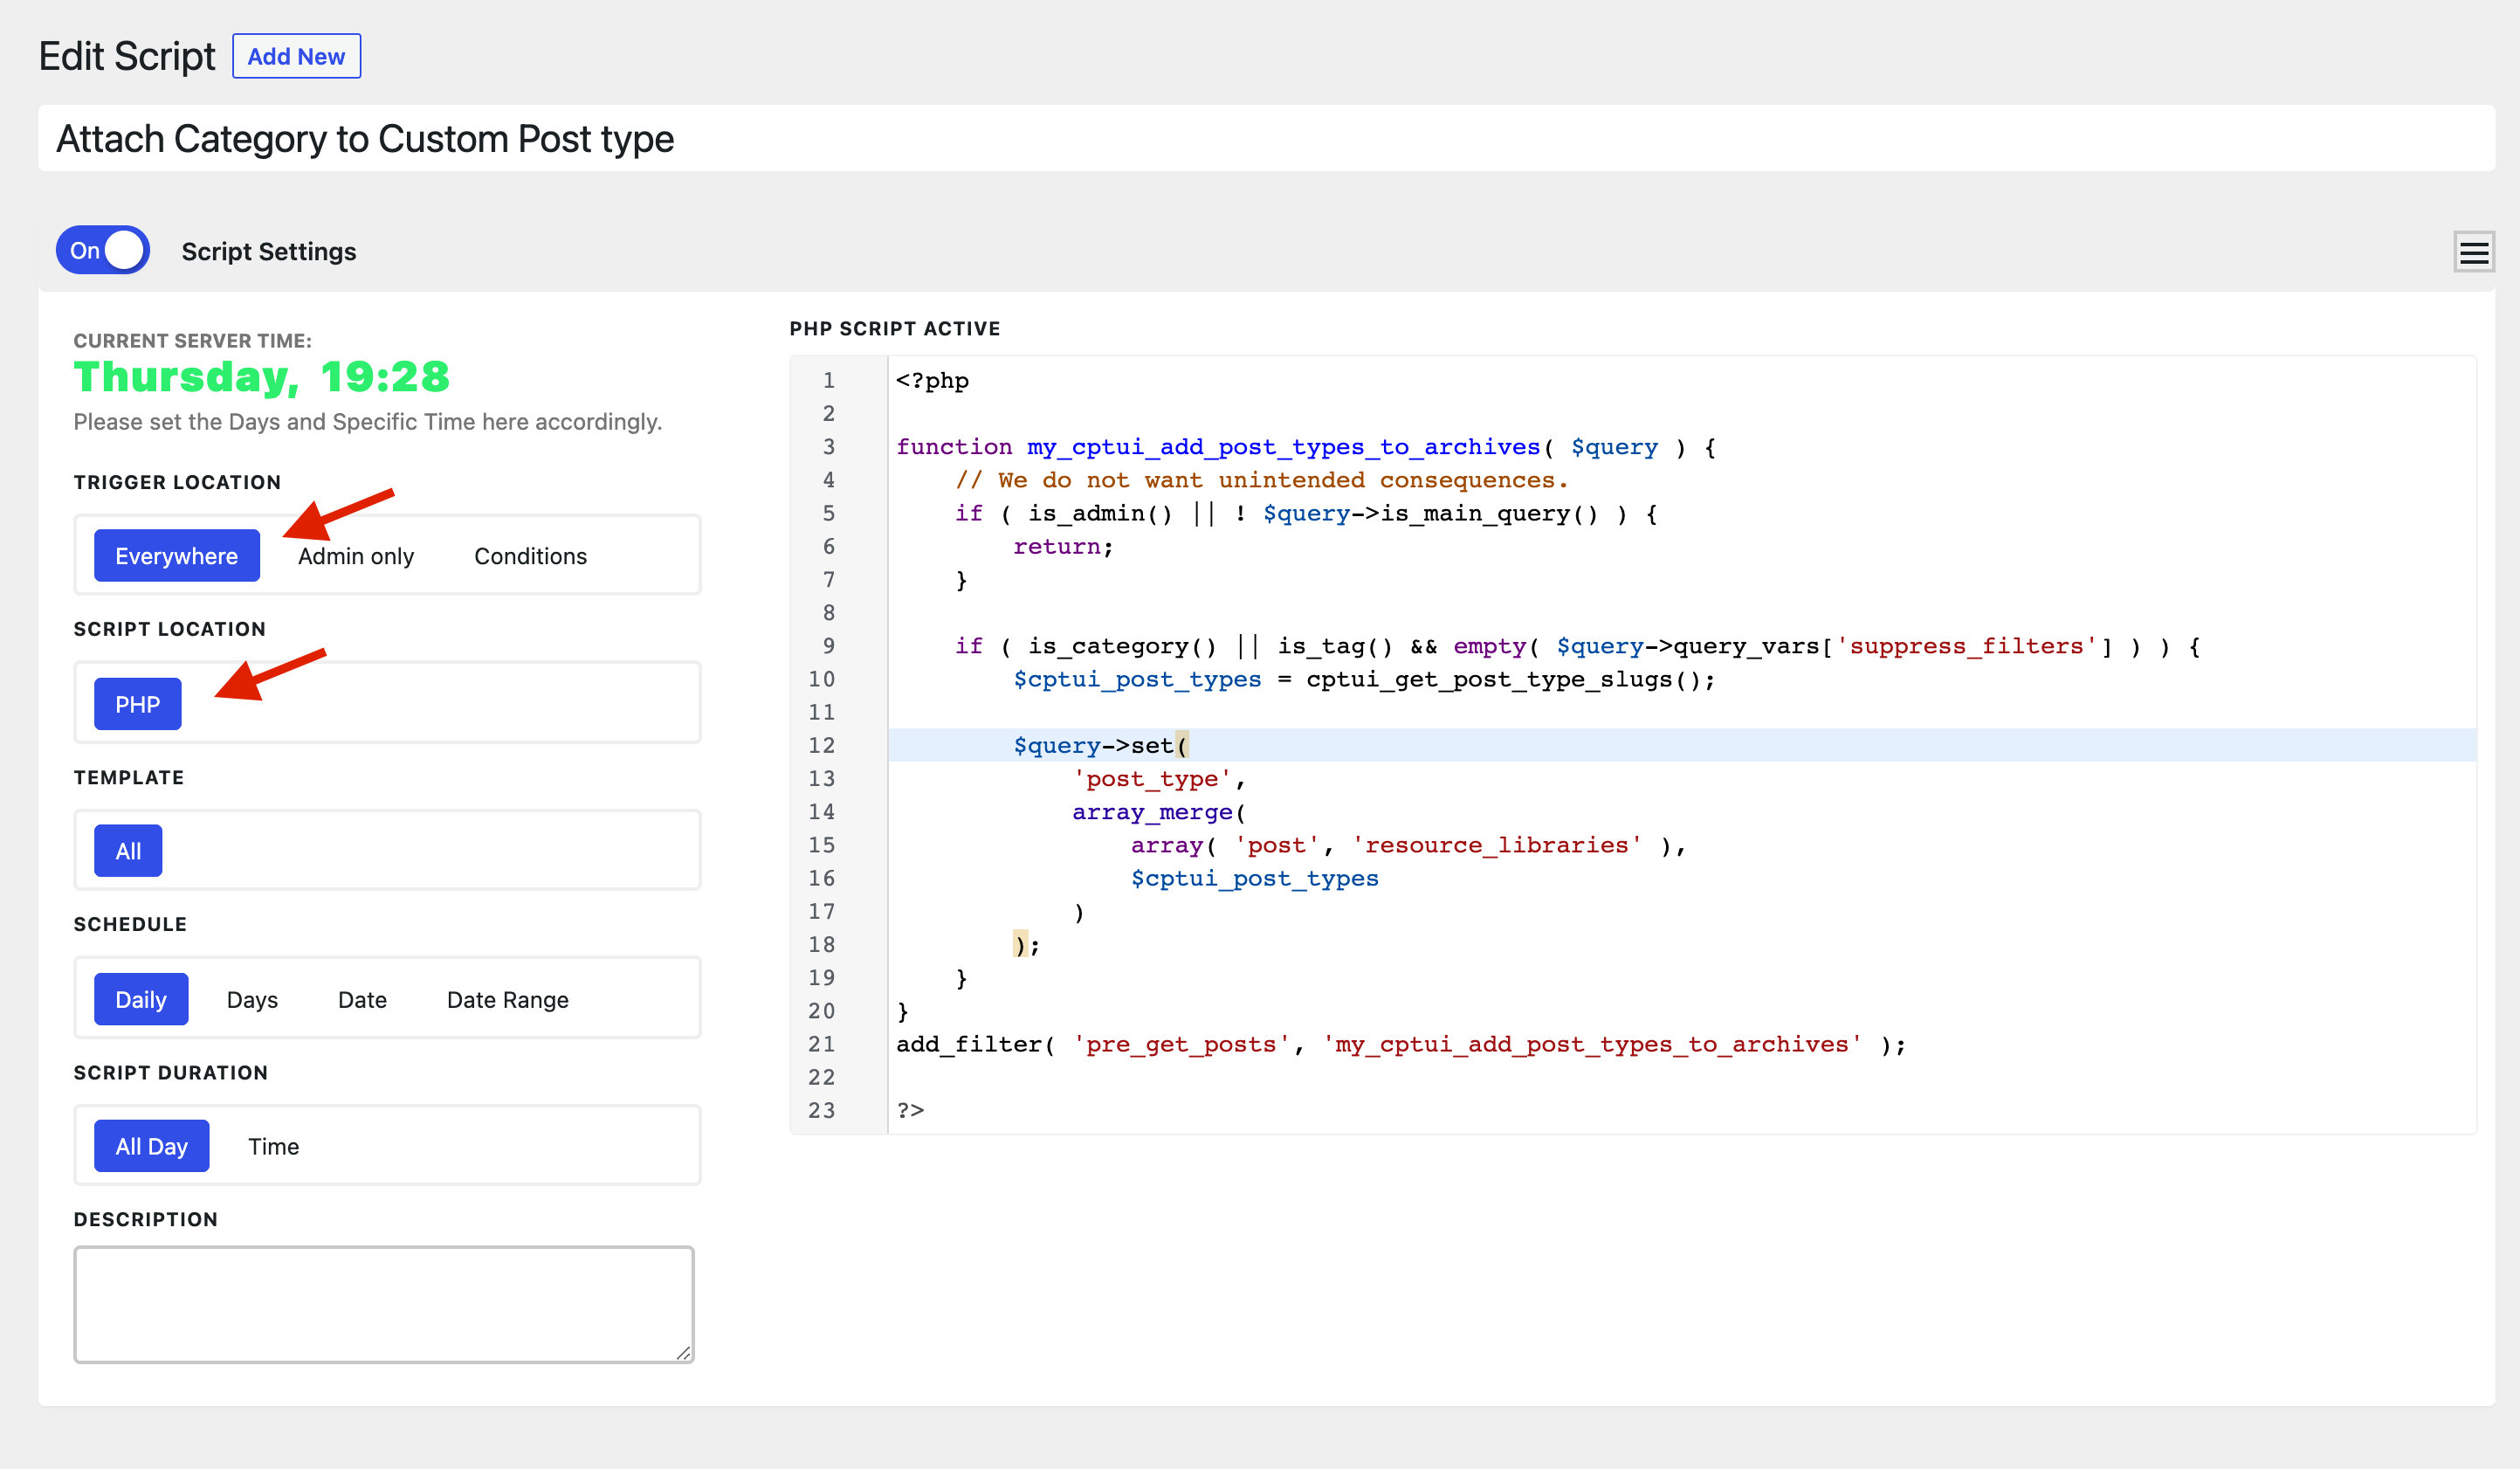 Edit Script Add New
Attach Category to Custom Post type
On Script Settings
CURRENT SERVER TIME:
Thursday, 19:28
Please set the Days and Specific Time here accordingly.
TRIGGER LOCATION
Everywhere Admin only Conditions
SCRIPT LOCATION
PHP
TEMPLATE
All
SCHEDULE
Daily Days Date Date Range
SCRIPT DURATION
All Day Time
DESCRIPTION
PHP SCRIPT ACTIVE
1 <?php
2
3 function my_cptui_add_post_types_to_archives( $query ) {
4     // We do not want unintended consequences.
5     if ( is_admin() || ! $query->is_main_query() ) {
6         return;
7     }
8
9     if ( is_category() || is_tag() && empty( $query->query_vars['suppress_filters'] ) ) {
10         $cptui_post_types = cptui_get_post_type_slugs();
11
12         $query->set(
13             'post_type',
14             array_merge(
15                 array( 'post', 'resource_libraries' ),
16                 $cptui_post_types
17             )
18         );
19     }
20 }
21 add_filter( 'pre_get_posts', 'my_cptui_add_post_types_to_archives' );
22
23 ?>